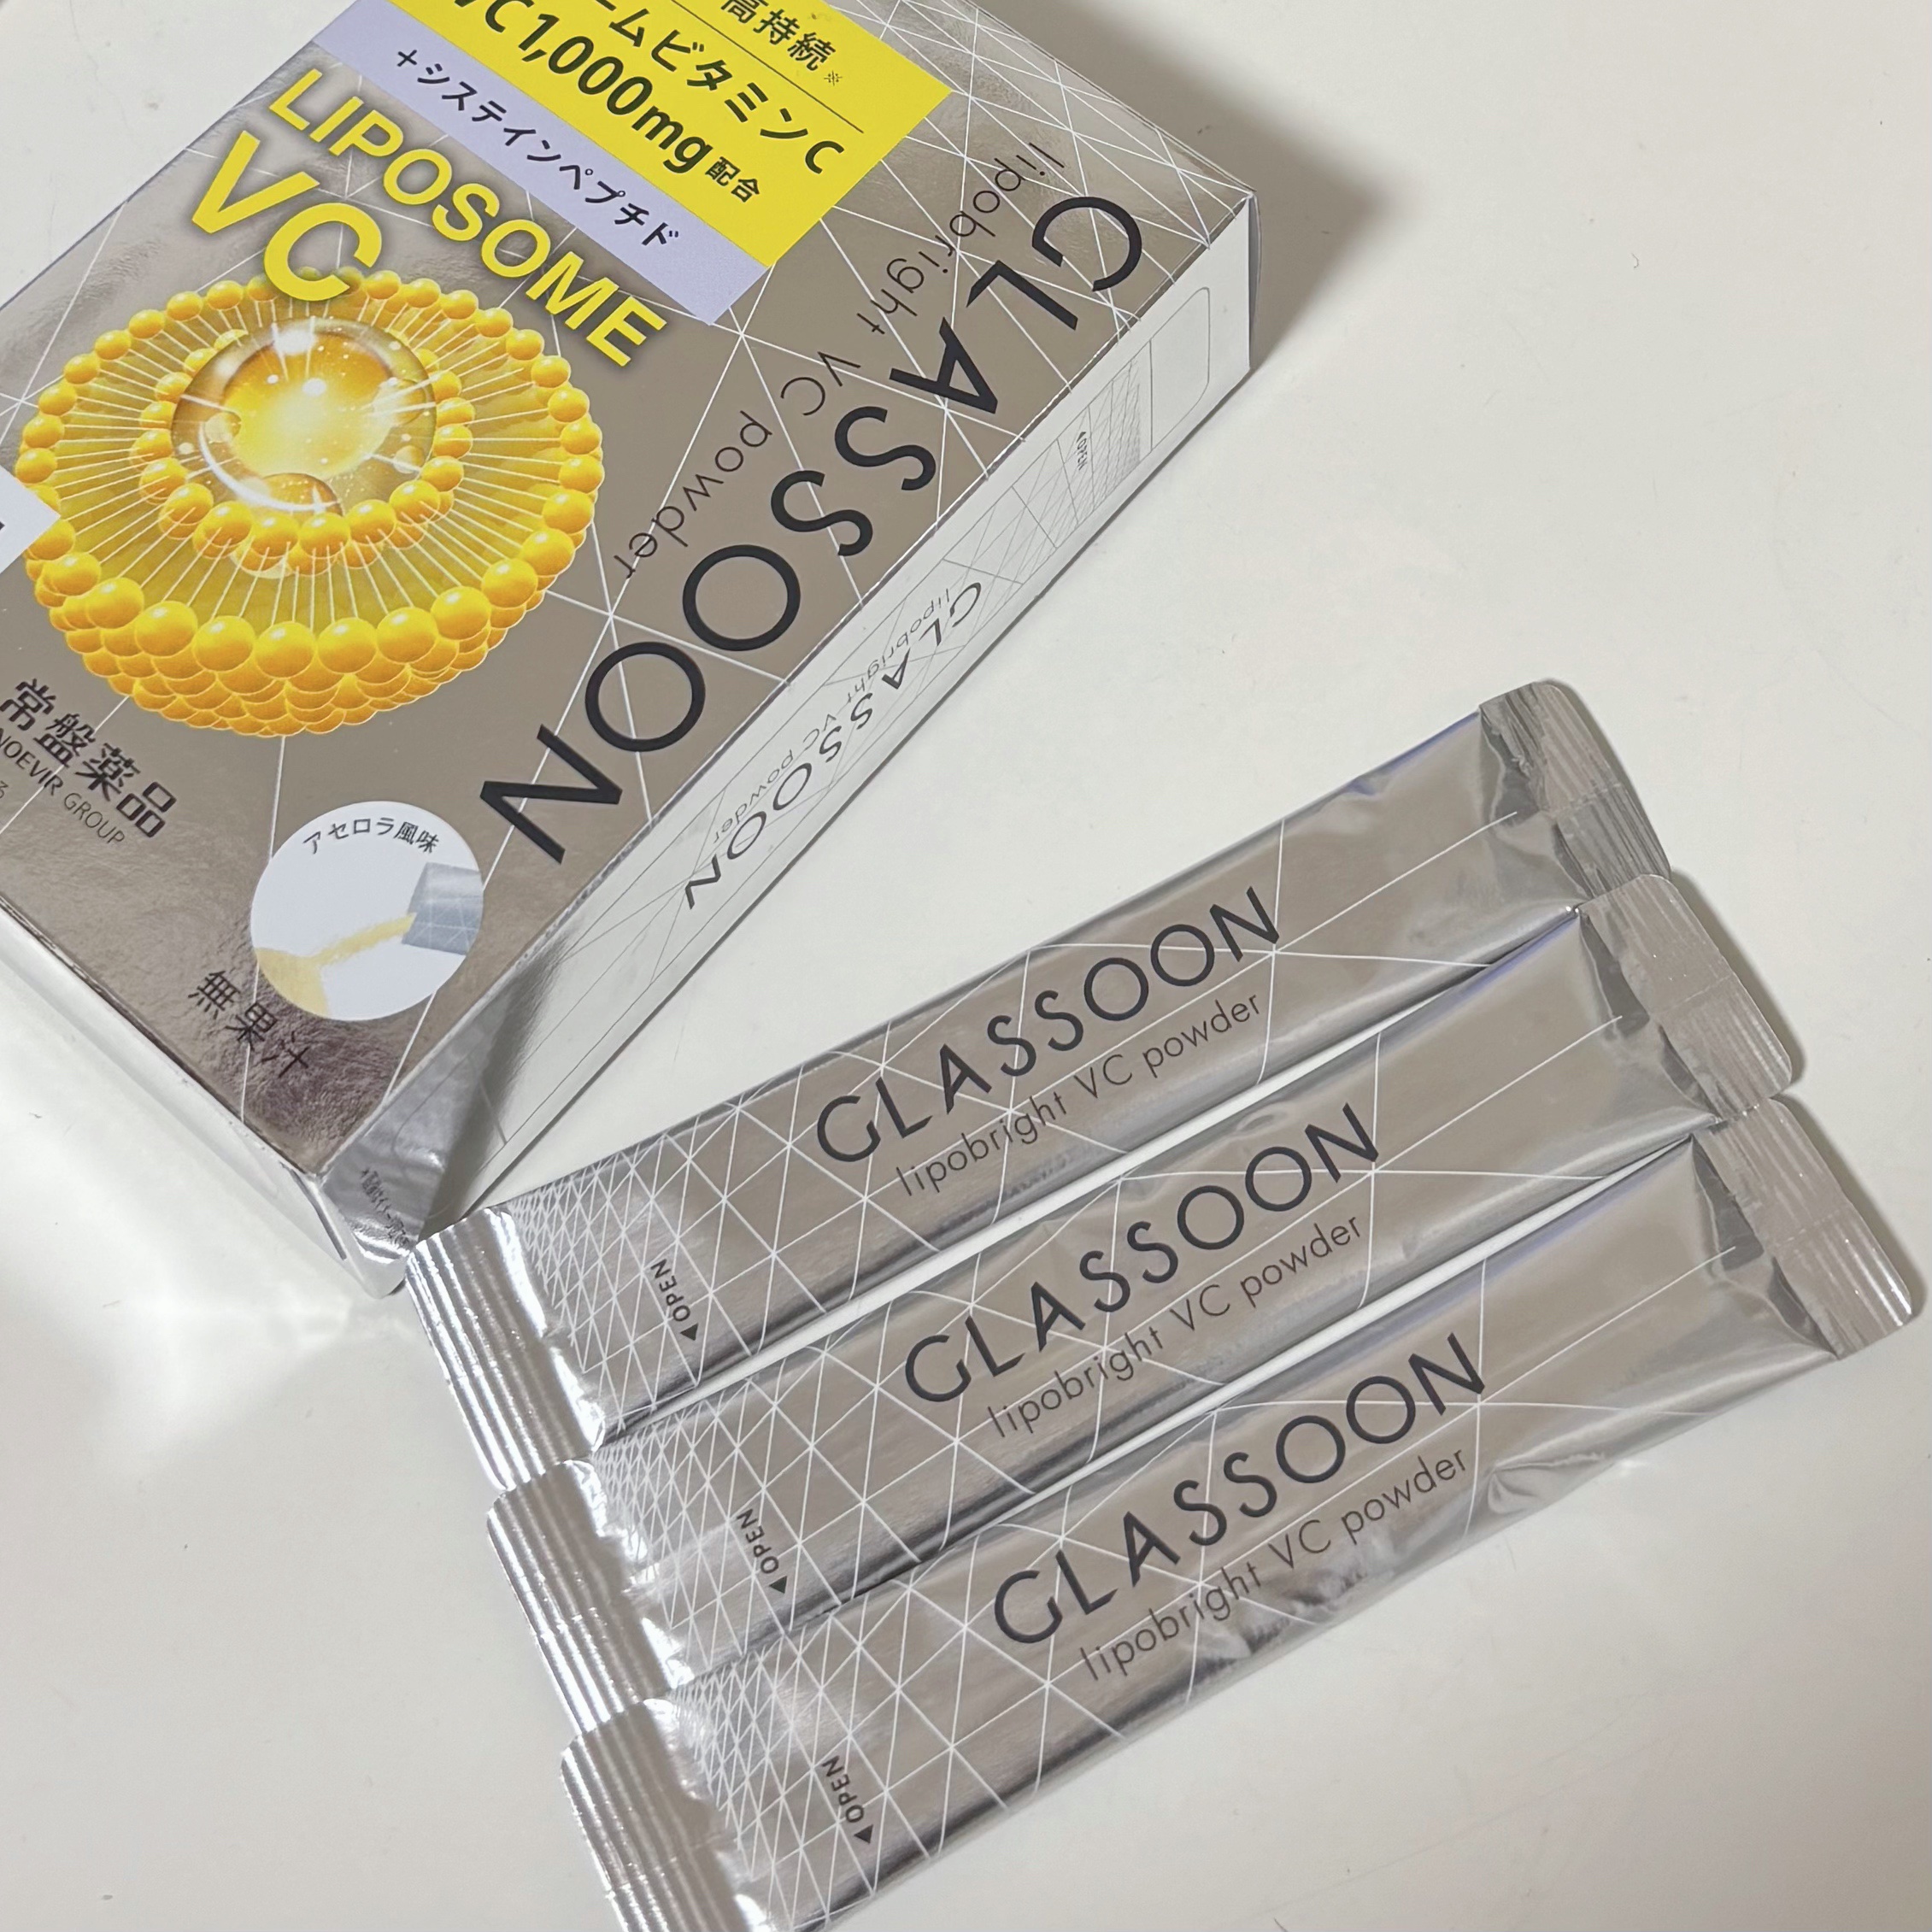 高持続※
ームビタミンC
VC1,000mg配合
+システインペプチド
LIPOSOME
VC
GLASSOON
lipobright VC powder
常盤薬品
NOEVIR GROUP
アセロラ風味
無果汁
OPEN
GLASSOON
lipobright VC powder
GLASSOON
lipobright VC powder
◀OPEN
GLASSOON
lipobright VC powder
◀OPEN
GLASSOON
lipobright VC powder
◀OPEN